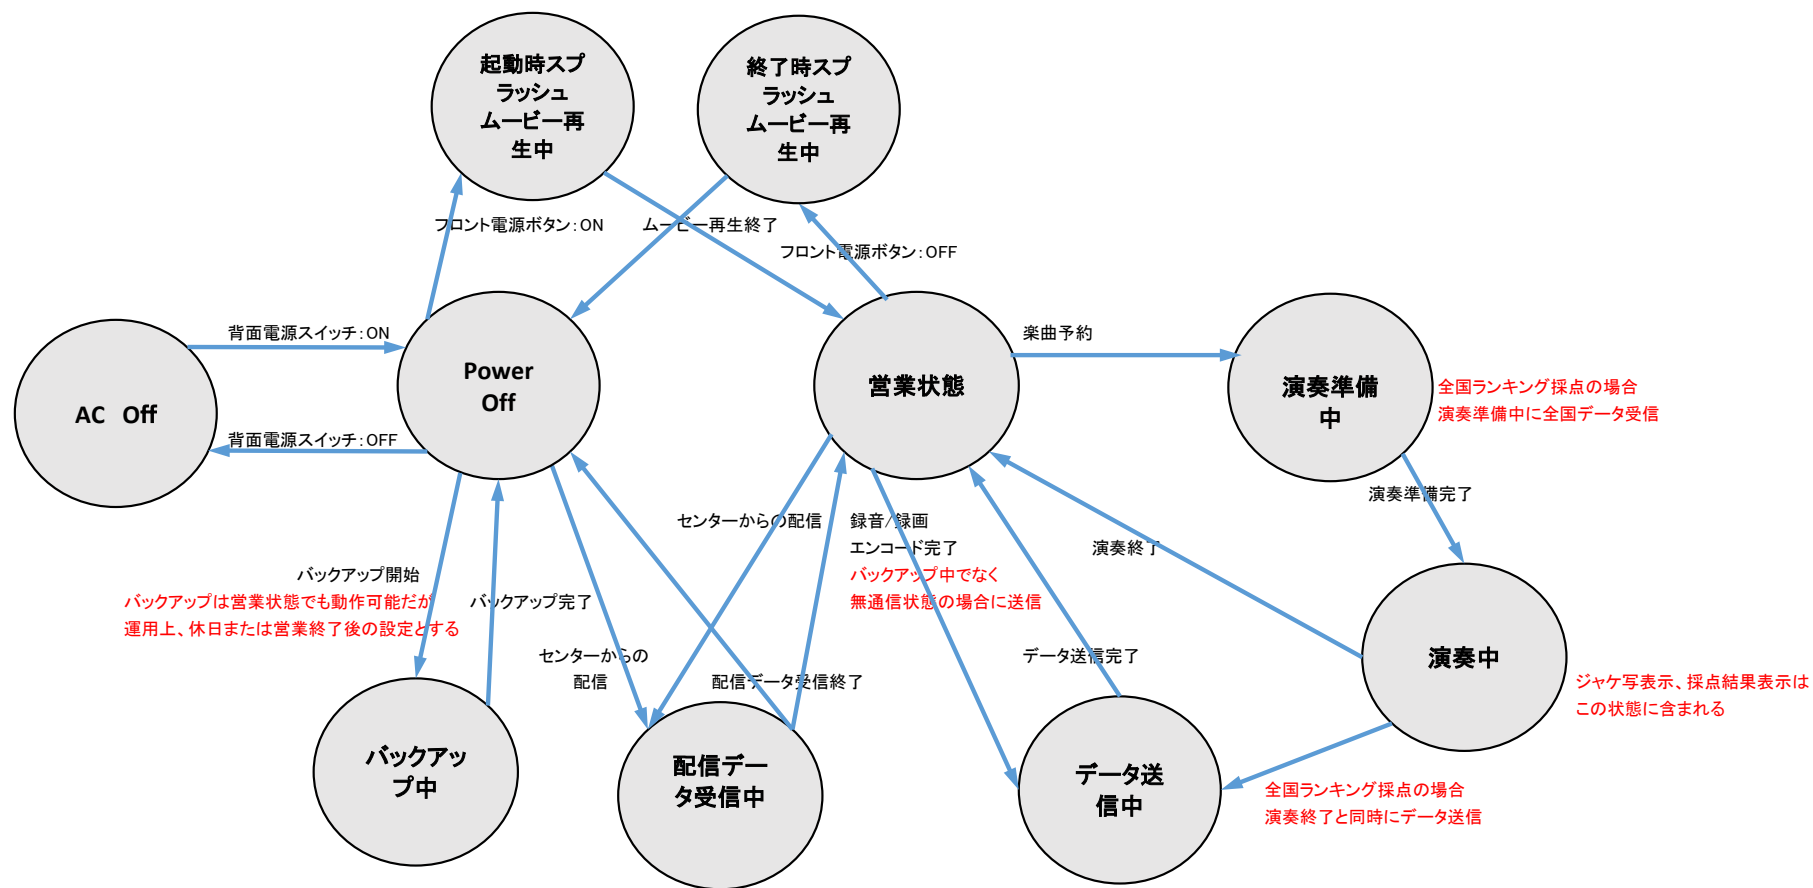 起動時スプ
ラッシュ
ムービー再
生中
終了時スプ
ラッシュ
ムービー再
生中
フロント電源ボタン：ON
ムービー再生終了
フロント電源ボタン：OFF
背面電源スイッチ：ON
楽曲予約
AC Off
Power
Off
営業状態
演奏準備
中
全国ランキング採点の場合
演奏準備中に全国データ受信
背面電源スイッチ：OFF
演奏準備完了
センターからの配信
録音/録画
エンコード完了
バックアップ中でなく
無通信状態の場合に送信
演奏終了
バックアップ開始
バックアップは営業状態でも動作可能だが
運用上、休日または営業終了後の設定とする
バックアップ完了
センターからの
配信
配信データ受信終了
データ送信完了
演奏中
ジャケ写表示、採点結果表示は
この状態に含まれる
バックアッ
プ中
配信デー
タ受信中
データ送
信中
全国ランキング採点の場合
演奏終了と同時にデータ送信